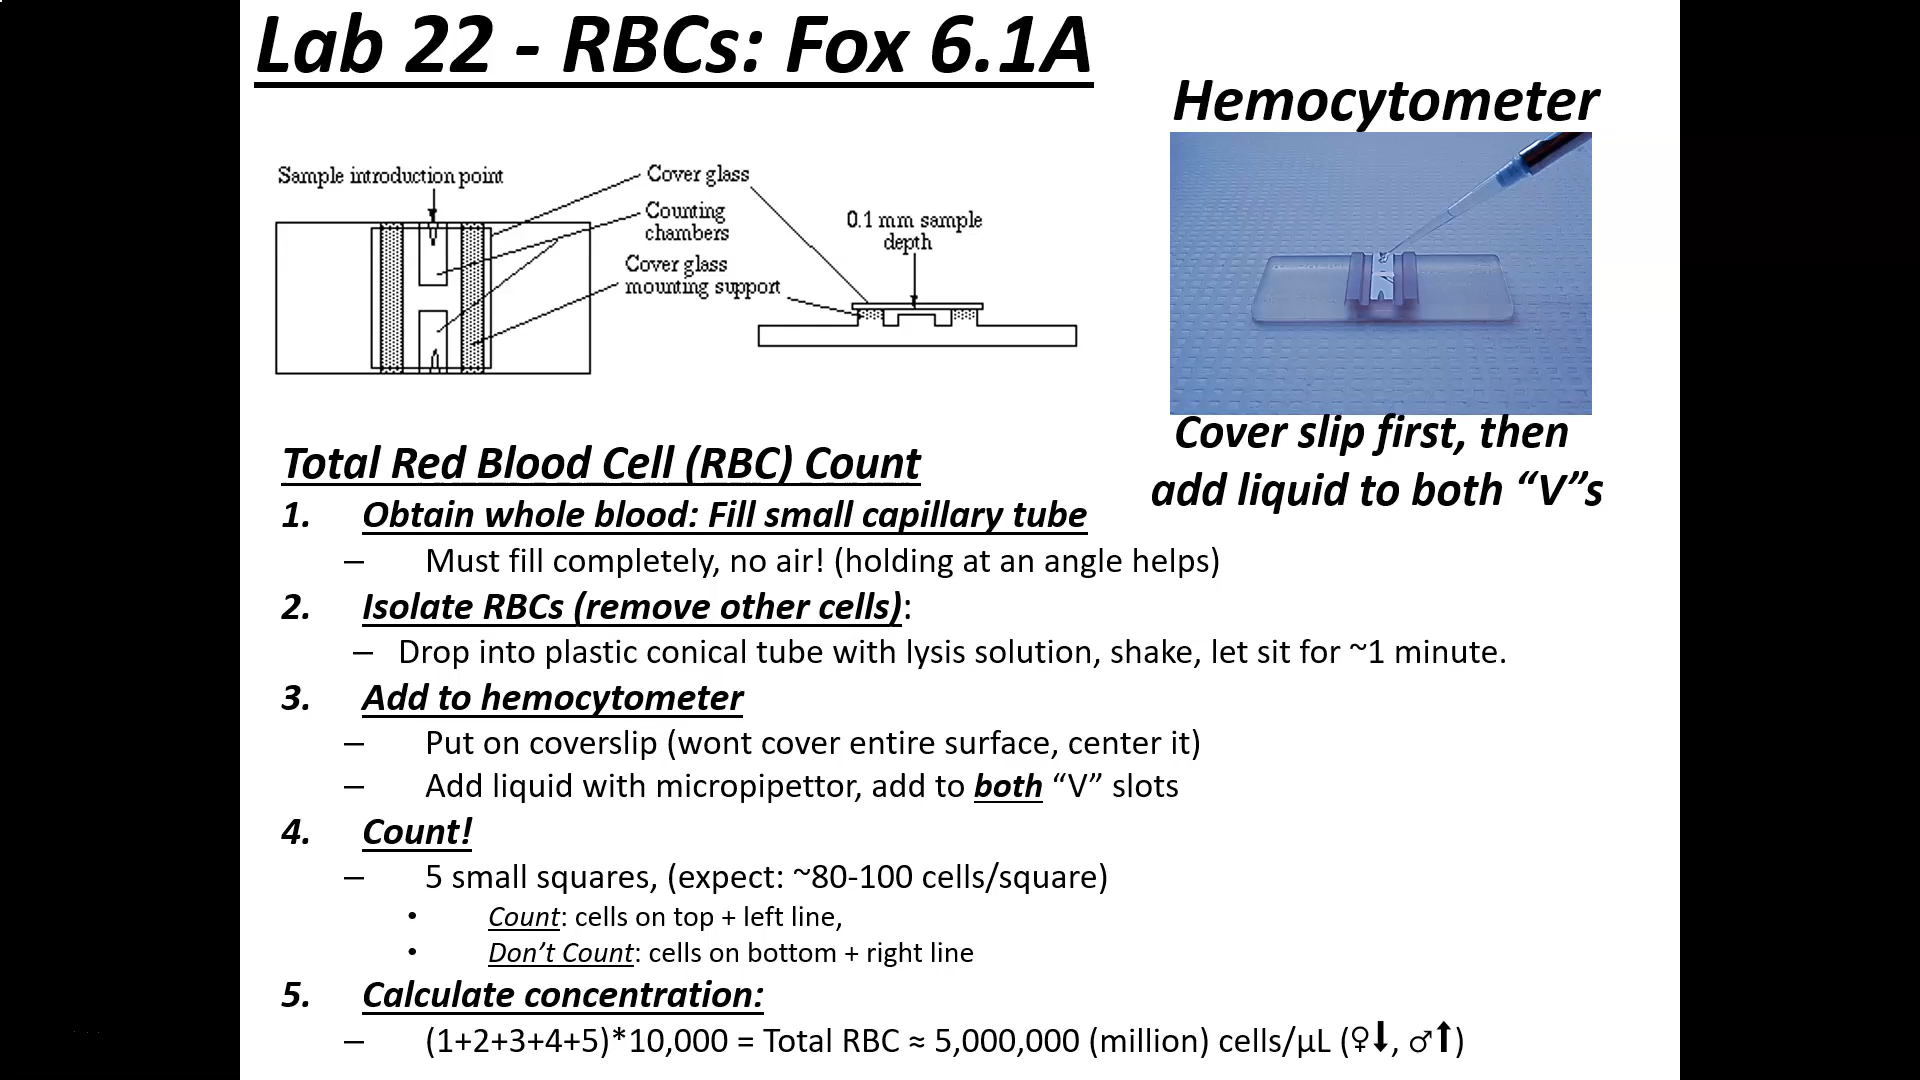 Lab 22 - RBCs: Fox 6.1A
Hemocytometer
Sample introduction point
Cover glass
Counting
chambers
Cover glass
mounting support
0.1 mm sample
depth
Cover slip first, then
add liquid to both “V”s
Total Red Blood Cell (RBC) Count
1. Obtain whole blood: Fill small capillary tube
– Must fill completely, no air! (holding at an angle helps)
2. Isolate RBCs (remove other cells):
– Drop into plastic conical tube with lysis solution, shake, let sit for ~1 minute.
3. Add to hemocytometer
– Put on coverslip (wont cover entire surface, center it)
– Add liquid with micropipettor, add to both “V” slots
4. Count!
– 5 small squares, (expect: ~80-100 cells/square)
• Count: cells on top + left line,
• Don’t Count: cells on bottom + right line
5. Calculate concentration:
– (1+2+3+4+5)*10,000 = Total RBC ≈ 5,000,000 (million) cells/µL (♀⬇, ♂⬆)